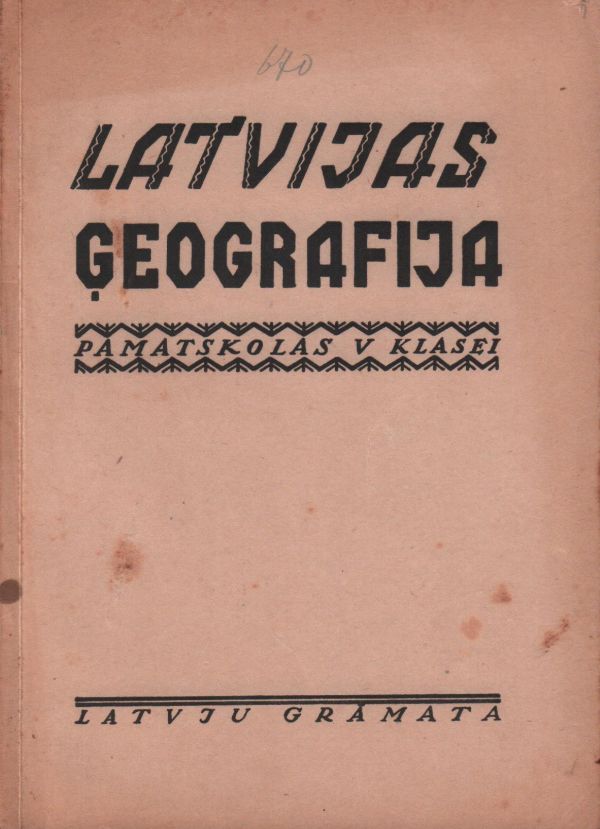 670
LATVIJAS
ĢEOGRAFIJA
PAMATSKOLAS V KLASEI
LATVJU GRĀMATA